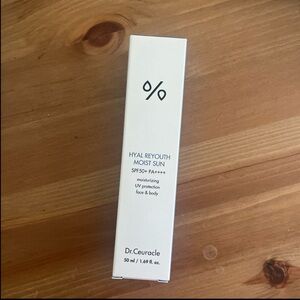 %
HYAL REYOUTH
MOIST SUN
SPF50+ PA++++
moisturizing
UV protection
face & body
Dr.Ceuracle
50 ml / 1.69 fl. oz.